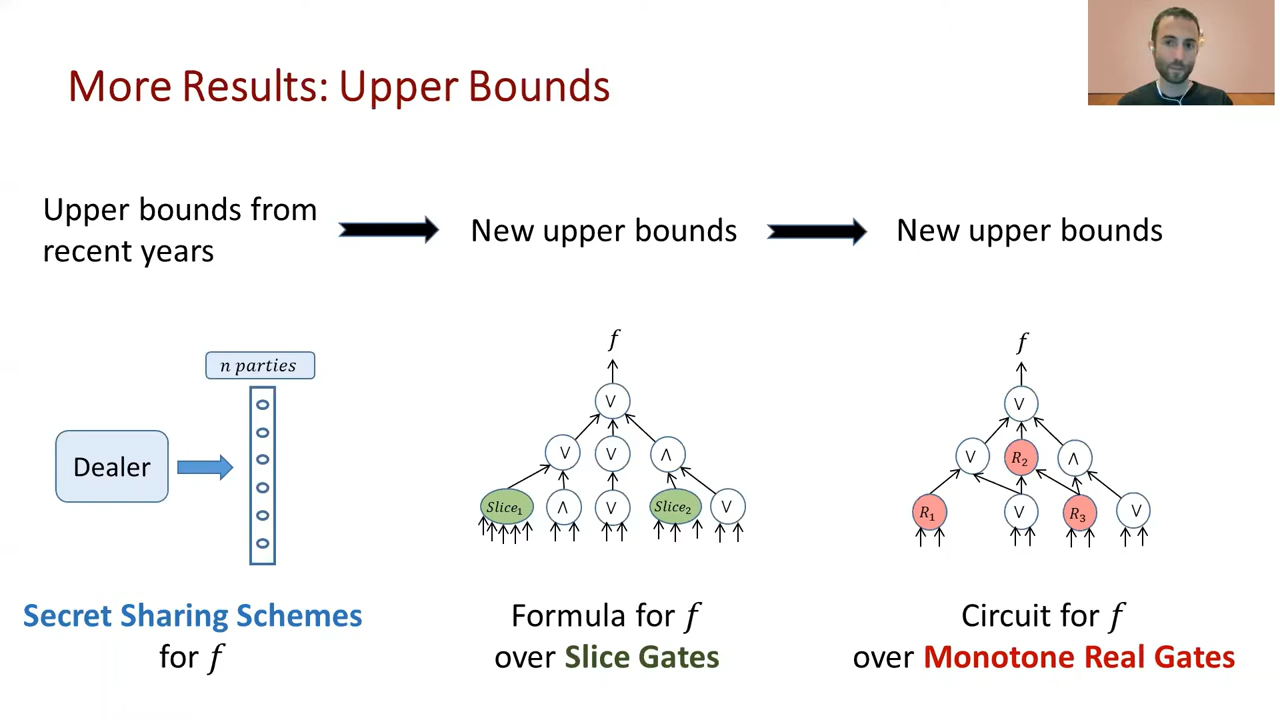 More Results: Upper Bounds
Upper bounds from
recent years
New upper bounds
New upper bounds
n parties
Dealer
Secret Sharing Schemes
for f
f
∨
∨ ∨ ∧
Slice₁ ∧ ∨ Slice₂ ∨
Formula for f
over Slice Gates
f
∨
∨ R₂ ∧
R₁ ∨ R₃ ∨
Circuit for f
over Monotone Real Gates